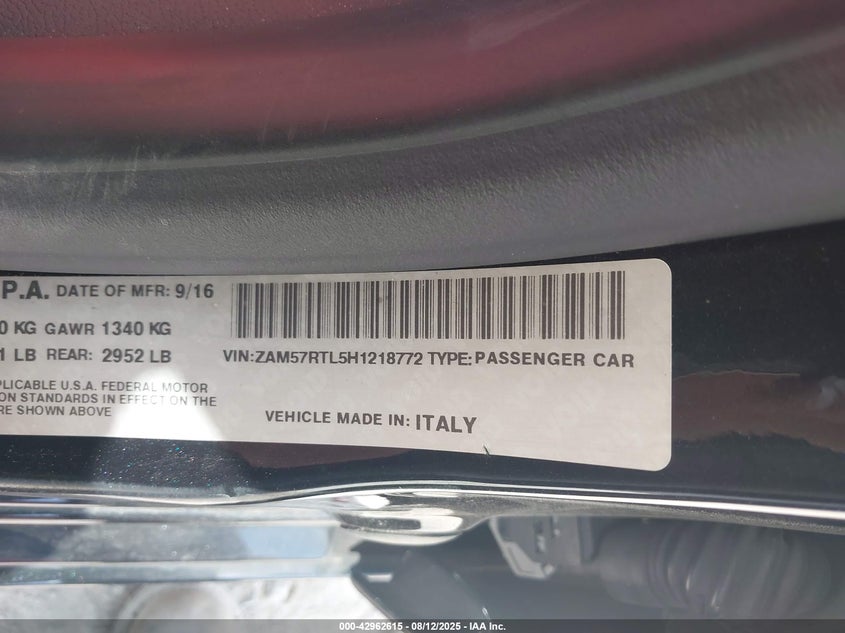 P.A. DATE OF MFR: 9/16
0 KG GAWR 1340 KG
1 LB REAR: 2952 LB
VIN:ZAM57RTL5H1218772 TYPE:PASSENGER CAR
PLICABLE U.S.A. FEDERAL MOTOR
ON STANDARDS IN EFFECT ON THE
RE SHOWN ABOVE
VEHICLE MADE IN: ITALY
000-42962615 - 08/12/2025 - IAA Inc.